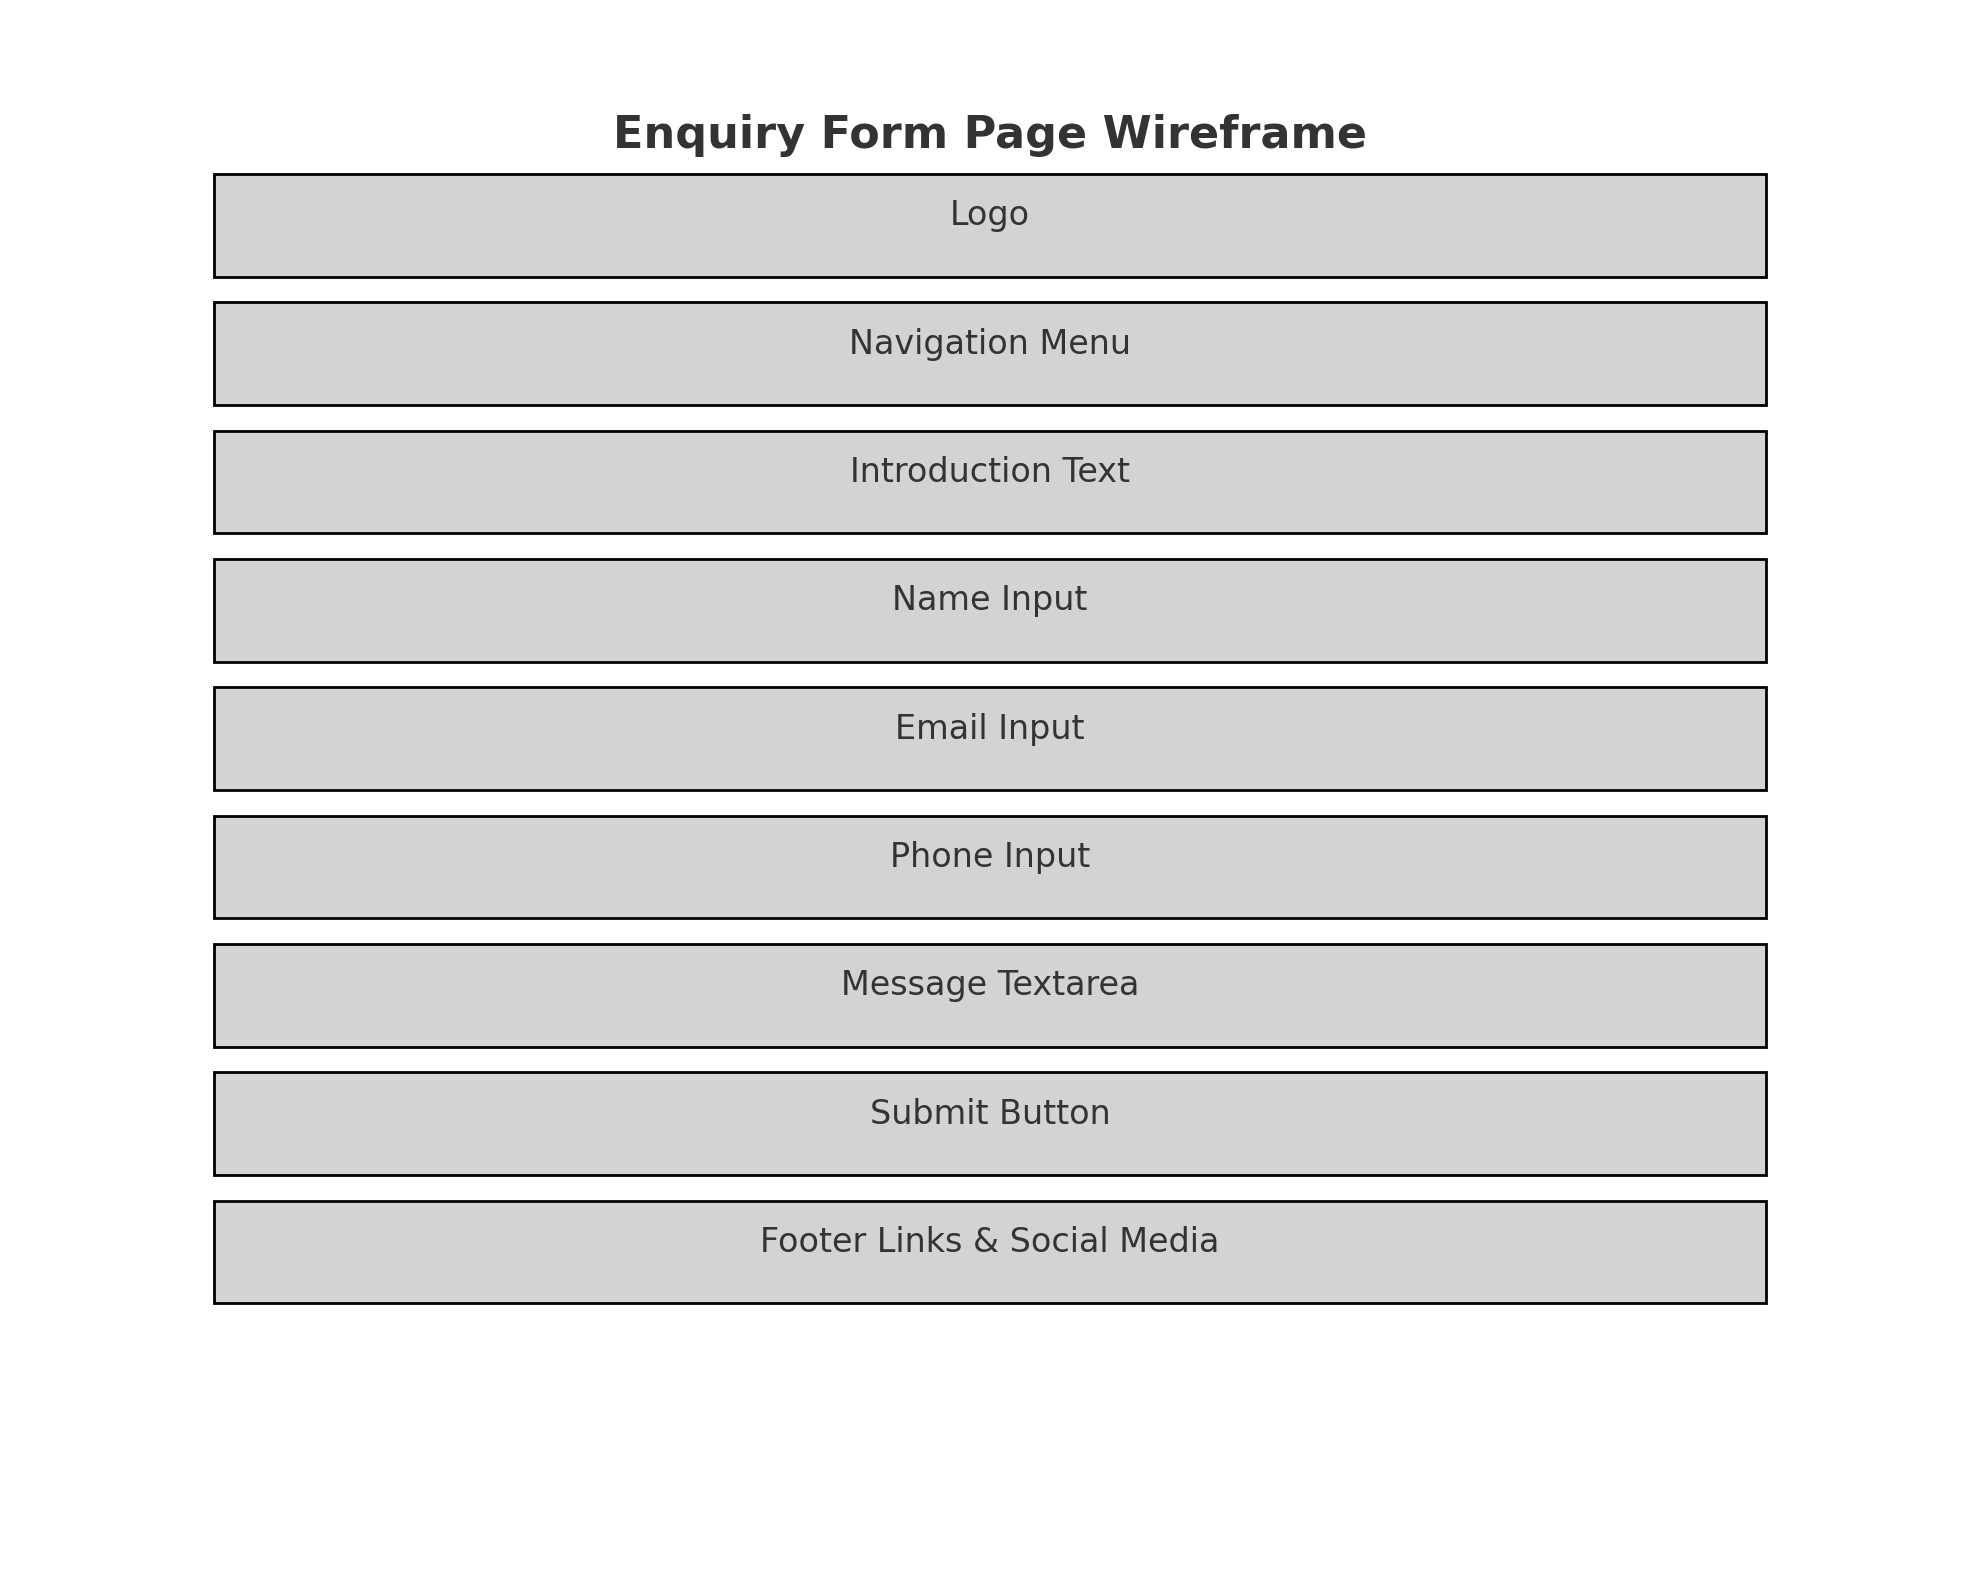 Enquiry Form Page Wireframe
Logo
Navigation Menu
Introduction Text
Name Input
Email Input
Phone Input
Message Textarea
Submit Button
Footer Links & Social Media